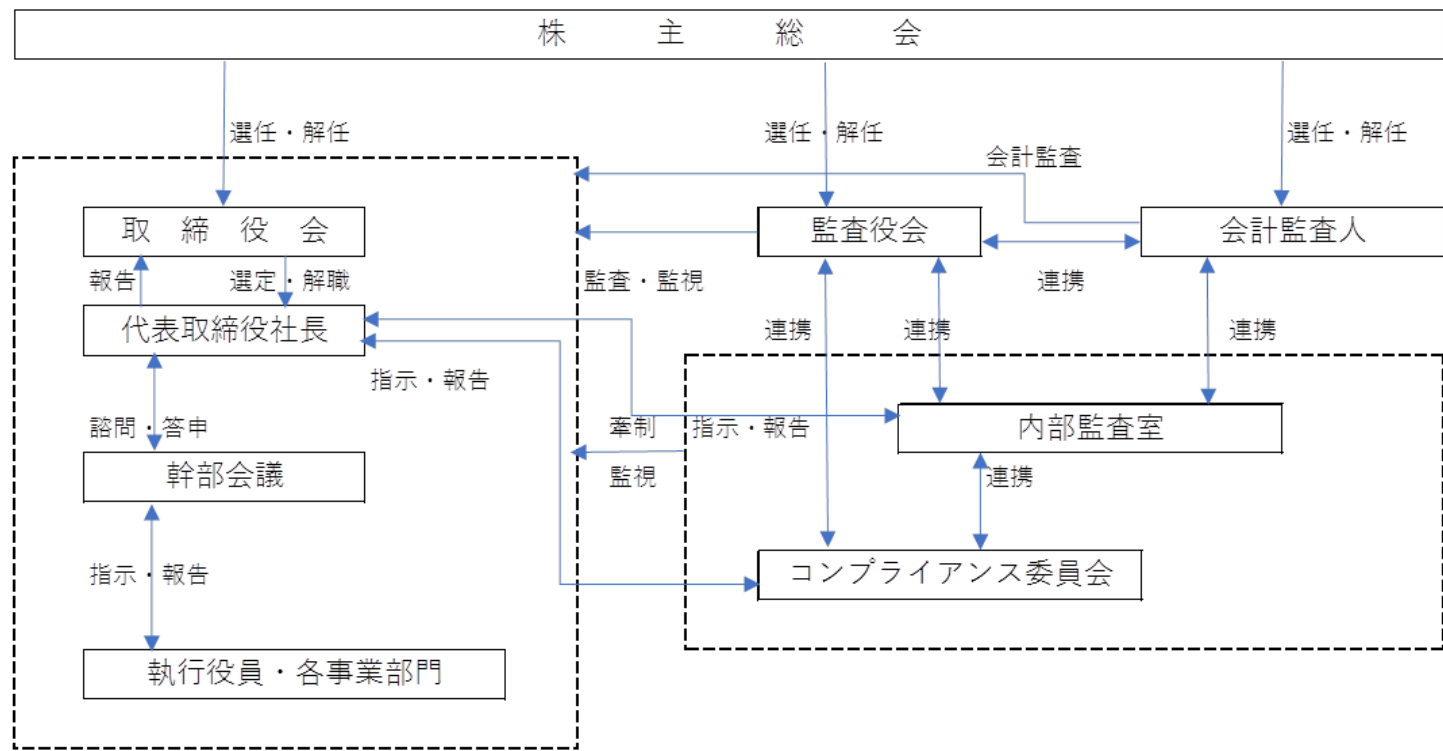 株 主 総 会
選任・解任
選任・解任
選任・解任
会計監査
取 締 役 会
監査役会
会計監査人
報告
選定・解職
監査・監視
連携
代表取締役社長
連携
連携
連携
指示・報告
諮問・答申
牽制
指示・報告
内部監査室
幹部会議
監視
連携
指示・報告
コンプライアンス委員会
執行役員・各事業部門